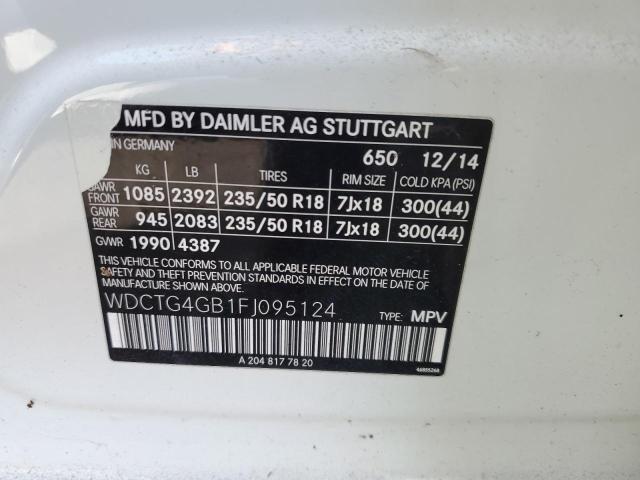 MFD BY DAIMLER AG STUTTGART
IN GERMANY
650 12/14
KG LB TIRES RIM SIZE COLD KPA (PSI)
GAWR FRONT 1085 2392 235/50 R18 7Jx18 300(44)
GAWR REAR 945 2083 235/50 R18 7Jx18 300(44)
GVWR 1990 4387
THIS VEHICLE CONFORMS TO ALL APPLICABLE FEDERAL MOTOR VEHICLE
SAFETY AND THEFT PREVENTION STANDARDS IN EFFECT ON THE DATE OF
MANUFACTURE SHOWN ABOVE.
WDCTG4GB1FJ095124
TYPE: MPV
A 204 817 78 20